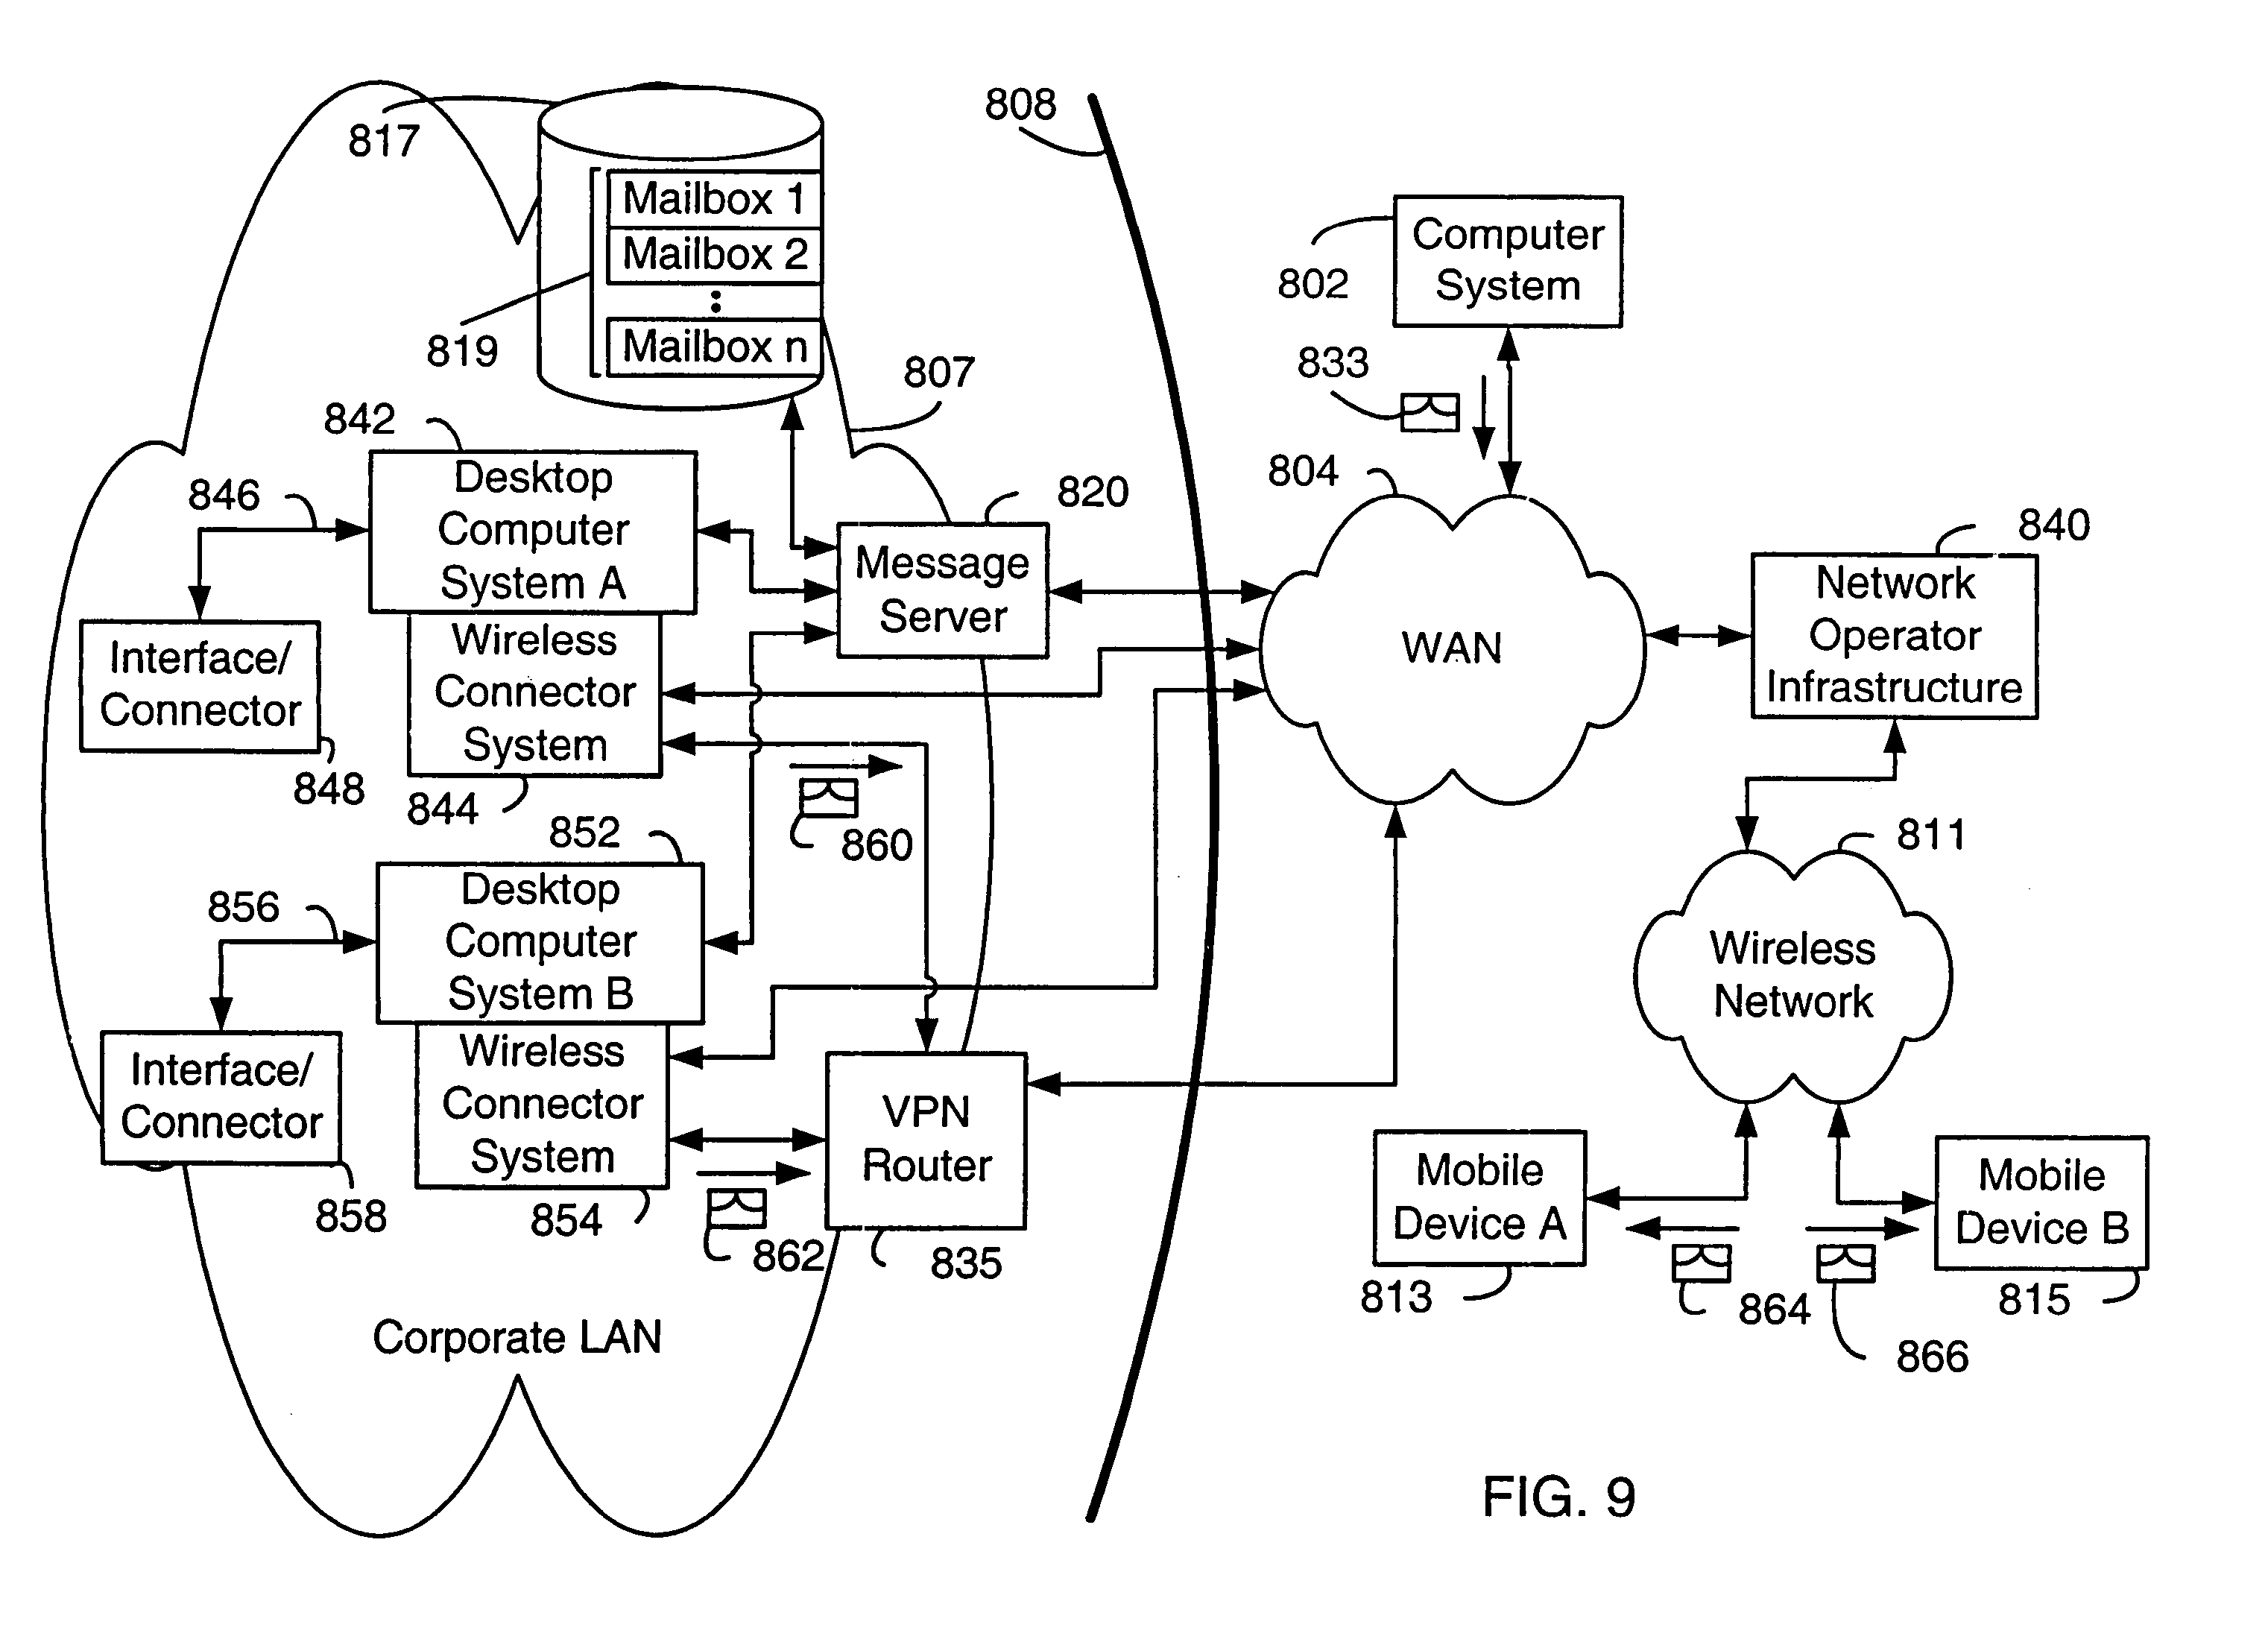 817
808
Mailbox 1
Mailbox 2
Mailbox n
819
807
802
Computer
System
833
804
842
846
Desktop
Computer
System A
820
Message
Server
840
Network
Operator
Infrastructure
WAN
Interface/
Connector
848
Wireless
Connector
System
844
860
811
852
856
Desktop
Computer
System B
Wireless
Network
Interface/
Connector
858
Wireless
Connector
System
854
862
VPN
Router
835
Mobile
Device A
813
864
Mobile
Device B
815
866
Corporate LAN
FIG. 9